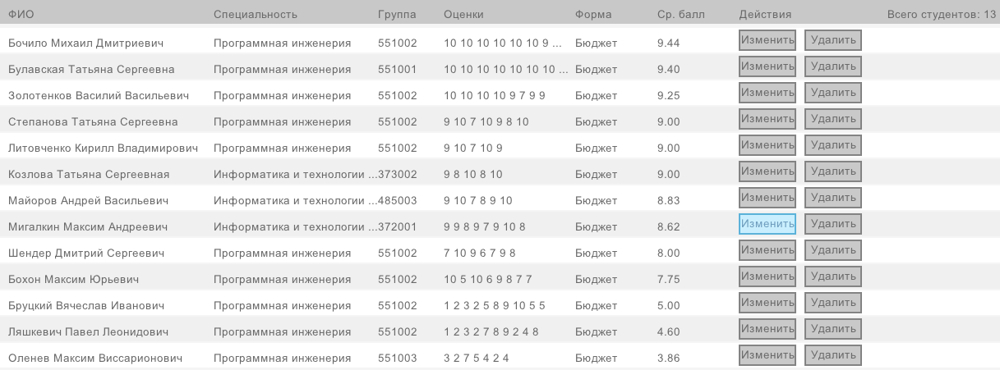 ФИО Специальность Группа Оценки Форма Ср. балл Действия Всего студентов: 13
Бочило Михаил Дмитриевич Программная инженерия 551002 10 10 10 10 10 10 9 ... Бюджет 9.44 Изменить Удалить
Булавская Татьяна Сергеевна Программная инженерия 551001 10 10 10 10 10 10 10 ... Бюджет 9.40 Изменить Удалить
Золотенков Василий Васильевич Программная инженерия 551002 10 10 10 10 9 7 9 9 Бюджет 9.25 Изменить Удалить
Степанова Татьяна Сергеевна Программная инженерия 551002 9 10 7 10 9 8 10 Бюджет 9.00 Изменить Удалить
Литовченко Кирилл Владимирович Программная инженерия 551002 9 10 7 10 9 Бюджет 9.00 Изменить Удалить
Козлова Татьяна Сергеевная Информатика и технологии ...373002 9 8 10 8 10 Бюджет 9.00 Изменить Удалить
Майоров Андрей Васильевич Информатика и технологии ...485003 9 10 7 8 9 10 Бюджет 8.83 Изменить Удалить
Мигалкин Максим Андреевич Информатика и технологии ...372001 9 9 8 9 7 9 10 8 Бюджет 8.62 Изменить Удалить
Шендер Дмитрий Сергеевич Программная инженерия 551002 7 10 9 6 7 9 8 Бюджет 8.00 Изменить Удалить
Бохон Максим Юрьевич Программная инженерия 551002 10 5 10 6 9 8 7 7 Бюджет 7.75 Изменить Удалить
Бруцкий Вячеслав Иванович Программная инженерия 551002 1 2 3 2 5 8 9 10 5 5 Бюджет 5.00 Изменить Удалить
Ляшкевич Павел Леонидович Программная инженерия 551002 1 2 3 2 7 8 9 2 4 8 Бюджет 4.60 Изменить Удалить
Оленев Максим Виссарионович Программная инженерия 551003 3 2 7 5 4 2 4 Бюджет 3.86 Изменить Удалить